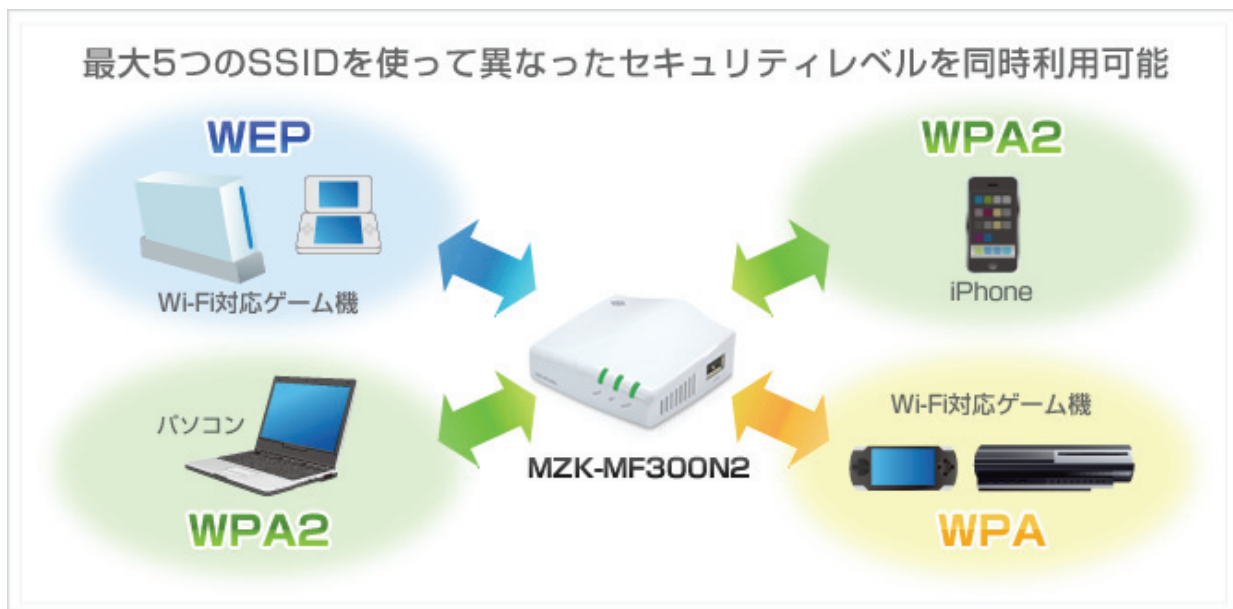 最大5つのSSIDを使って異なったセキュリティレベルを同時利用可能
WEP
Wi-Fi対応ゲーム機
WPA2
iPhone
パソコン
WPA2
MZK-MF300N2
Wi-Fi対応ゲーム機
WPA